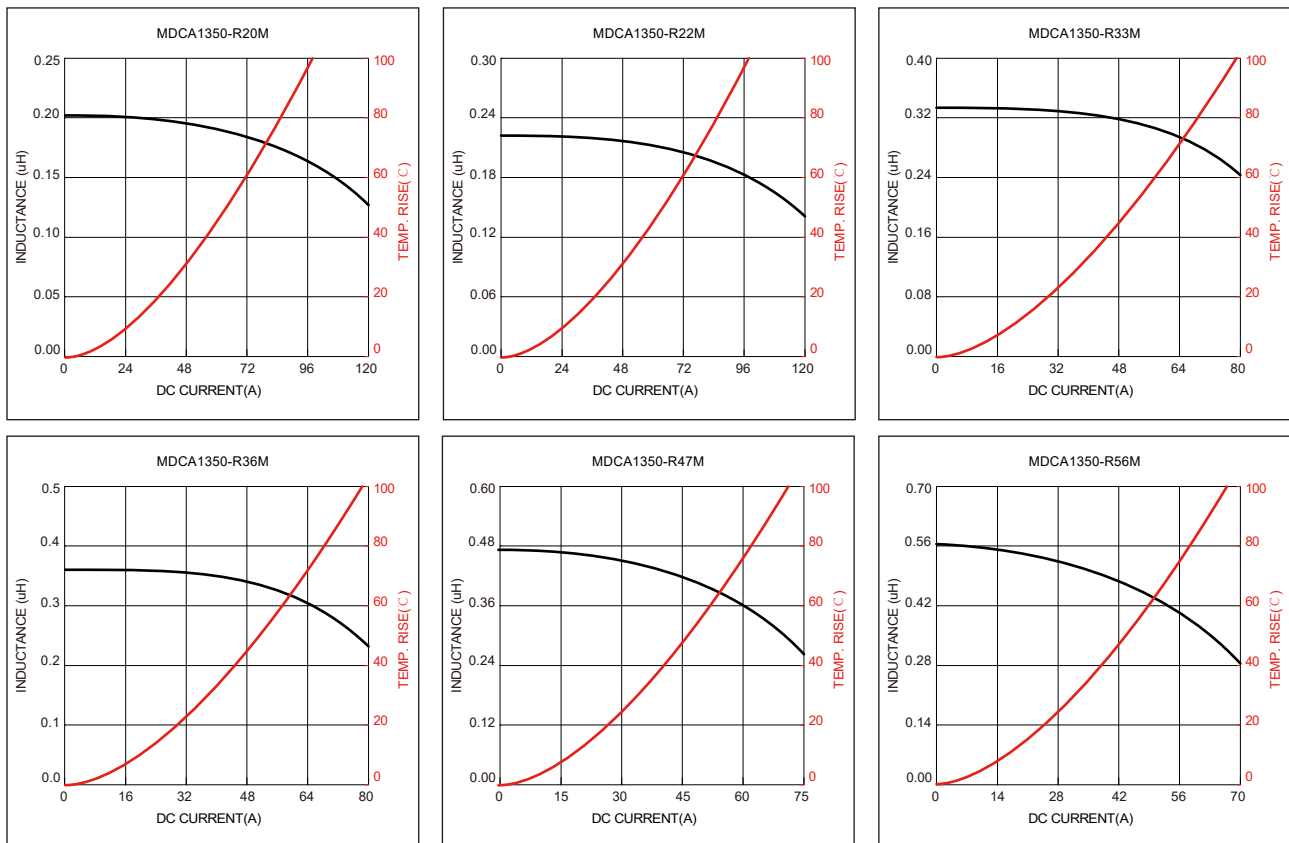 MDCA1350-R20M
INDUCTANCE (uH)
0.25
0.20
0.15
0.10
0.05
0.00
0 24 48 72 96 120
DC CURRENT(A)
100
80
60
40
20
0
TEMP. RISE(℃)
MDCA1350-R22M
INDUCTANCE (uH)
0.30
0.24
0.18
0.12
0.06
0.00
0 24 48 72 96 120
DC CURRENT(A)
100
80
60
40
20
0
TEMP. RISE(℃)
MDCA1350-R33M
INDUCTANCE (uH)
0.40
0.32
0.24
0.16
0.08
0.00
0 16 32 48 64 80
DC CURRENT(A)
100
80
60
40
20
0
TEMP. RISE(℃)
MDCA1350-R36M
INDUCTANCE (uH)
0.5
0.4
0.3
0.2
0.1
0.0
0 16 32 48 64 80
DC CURRENT(A)
100
80
60
40
20
0
TEMP. RISE(℃)
MDCA1350-R47M
INDUCTANCE (uH)
0.60
0.48
0.36
0.24
0.12
0.00
0 15 30 45 60 75
DC CURRENT(A)
100
80
60
40
20
0
TEMP. RISE(℃)
MDCA1350-R56M
INDUCTANCE (uH)
0.70
0.56
0.42
0.28
0.14
0.00
0 14 28 42 56 70
DC CURRENT(A)
100
80
60
40
20
0
TEMP. RISE(℃)